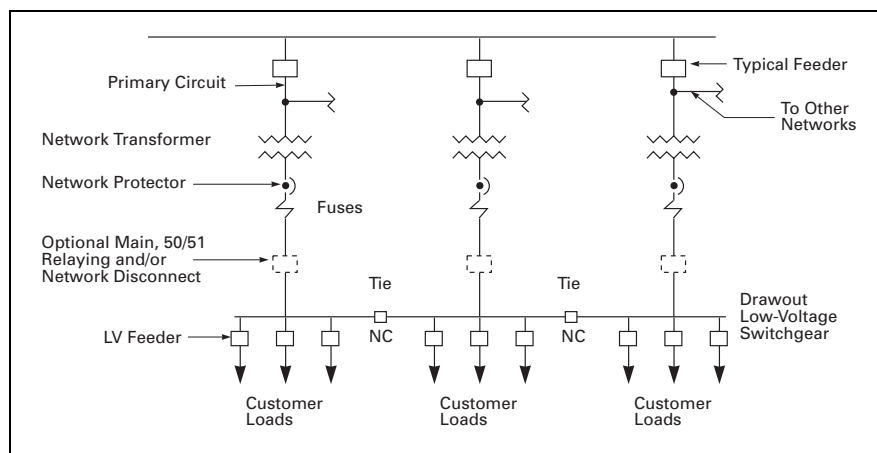 Typical Feeder
Primary Circuit
To Other
Networks
Network Transformer
Network Protector
Fuses
Optional Main, 50/51
Relaying and/or
Network Disconnect
Tie
Tie
Drawout
Low-Voltage
Switchgear
LV Feeder
NC
NC
Customer
Loads
Customer
Loads
Customer
Loads